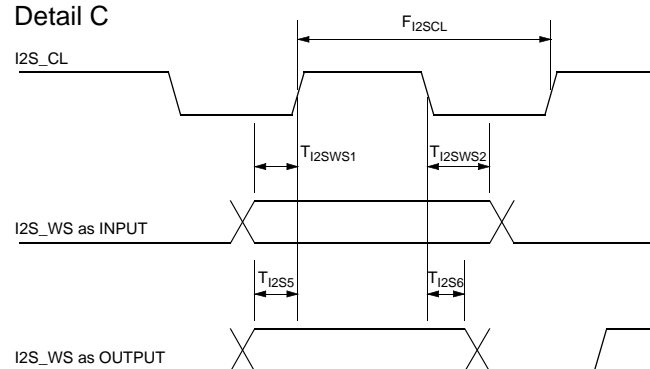 Detail C
F_I2SCL
I2S_CL
T_I2SWS1
T_I2SWS2
I2S_WS as INPUT
T_I2S5
T_I2S6
I2S_WS as OUTPUT